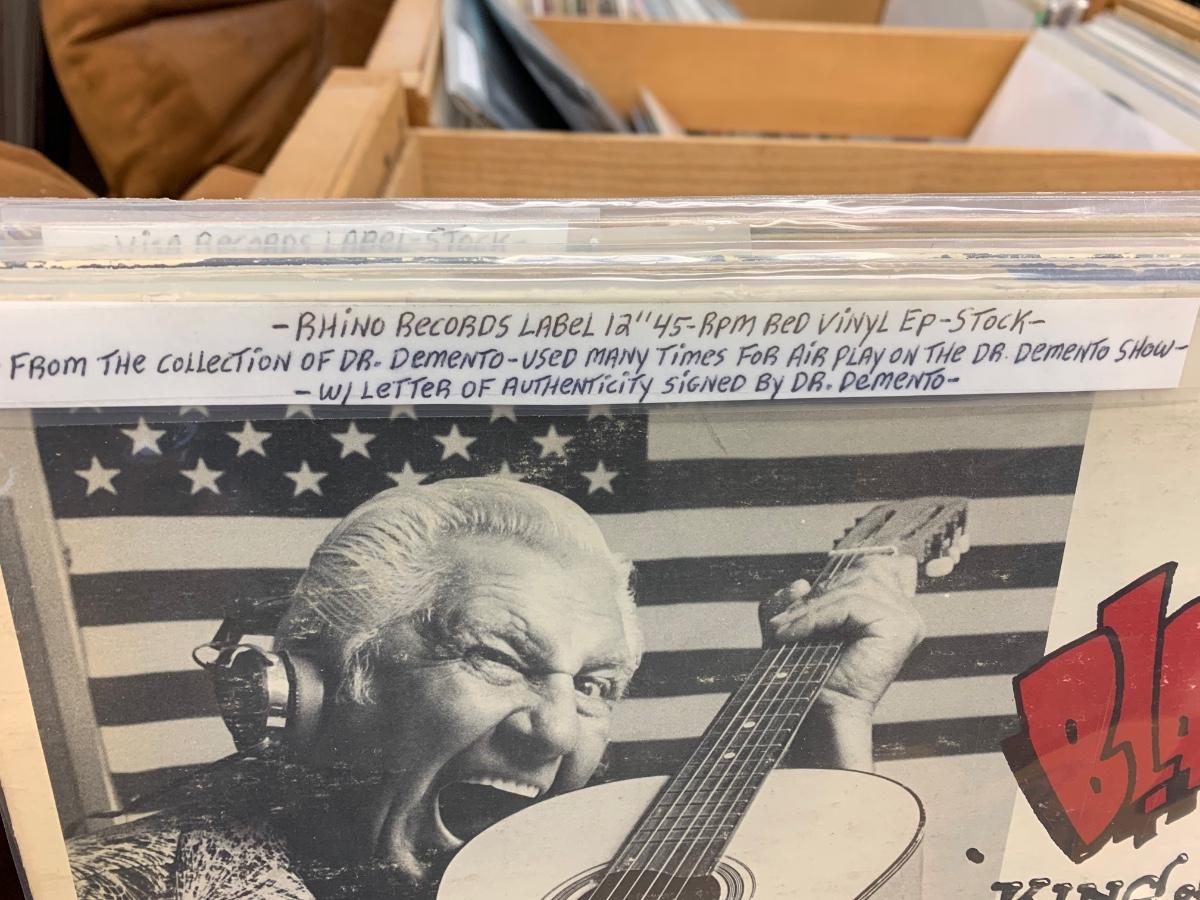 -Visa RECORDS LABEL-STOCK-
-RHINO RECORDS LABEL 12" 45-RPM RED VINYL EP-STOCK-
FROM THE COLLECTION OF DR. DEMENTO-USED MANY TIMES FOR AIR PLAY ON THE DR. DEMENTO SHOW-
- W/ LETTER OF AUTHENTICITY SIGNED BY DR. DEMENTO-